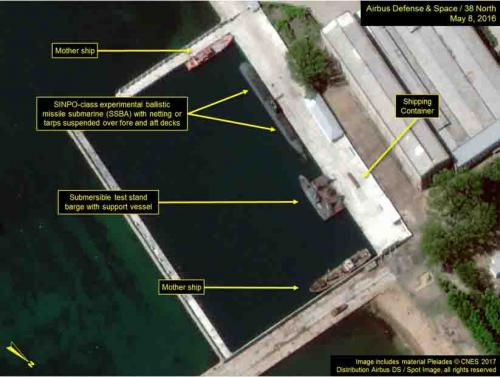 Airbus Defense & Space / 38 North
May 8, 2016
Mother ship
SINPO-class experimental ballistic
missile submarine (SSBA) with netting or
tarps suspended over fore and aft decks
Shipping
Container
Submersible test stand
barge with support vessel
Mother ship
N
Image includes material Pleiades © CNES 2017
Distribution Airbus DS / Spot Image, all rights reserved